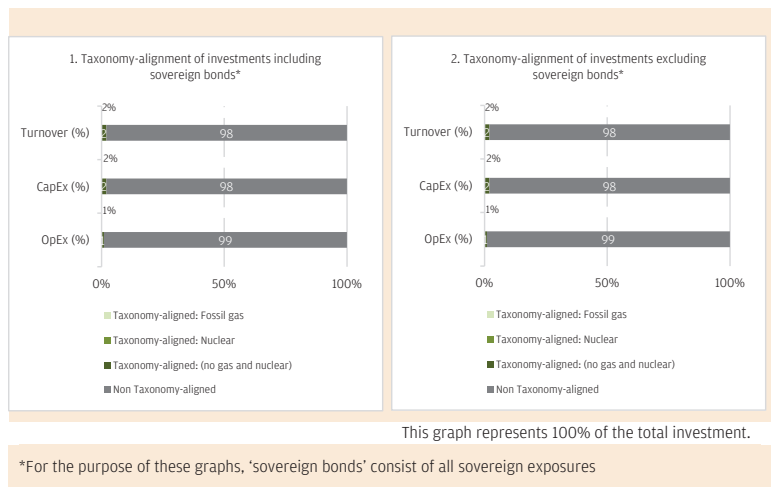 1. Taxonomy-alignment of investments including
sovereign bonds*
2%
Turnover (%)
2 98
2%
CapEx (%)
2 98
1%
OpEx (%)
1 99
0% 50% 100%
Taxonomy-aligned: Fossil gas
Taxonomy-aligned: Nuclear
Taxonomy-aligned: (no gas and nuclear)
Non Taxonomy-aligned
2. Taxonomy-alignment of investments excluding
sovereign bonds*
2%
Turnover (%)
2 98
2%
CapEx (%)
2 98
1%
OpEx (%)
1 99
0% 50% 100%
Taxonomy-aligned: Fossil gas
Taxonomy-aligned: Nuclear
Taxonomy-aligned: (no gas and nuclear)
Non Taxonomy-aligned
This graph represents 100% of the total investment.
*For the purpose of these graphs, ‘sovereign bonds’ consist of all sovereign exposures